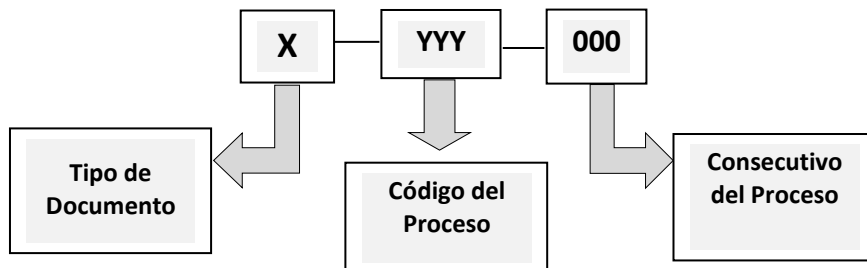 X
YYY
000
Tipo de
Documento
Código del
Proceso
Consecutivo
del Proceso